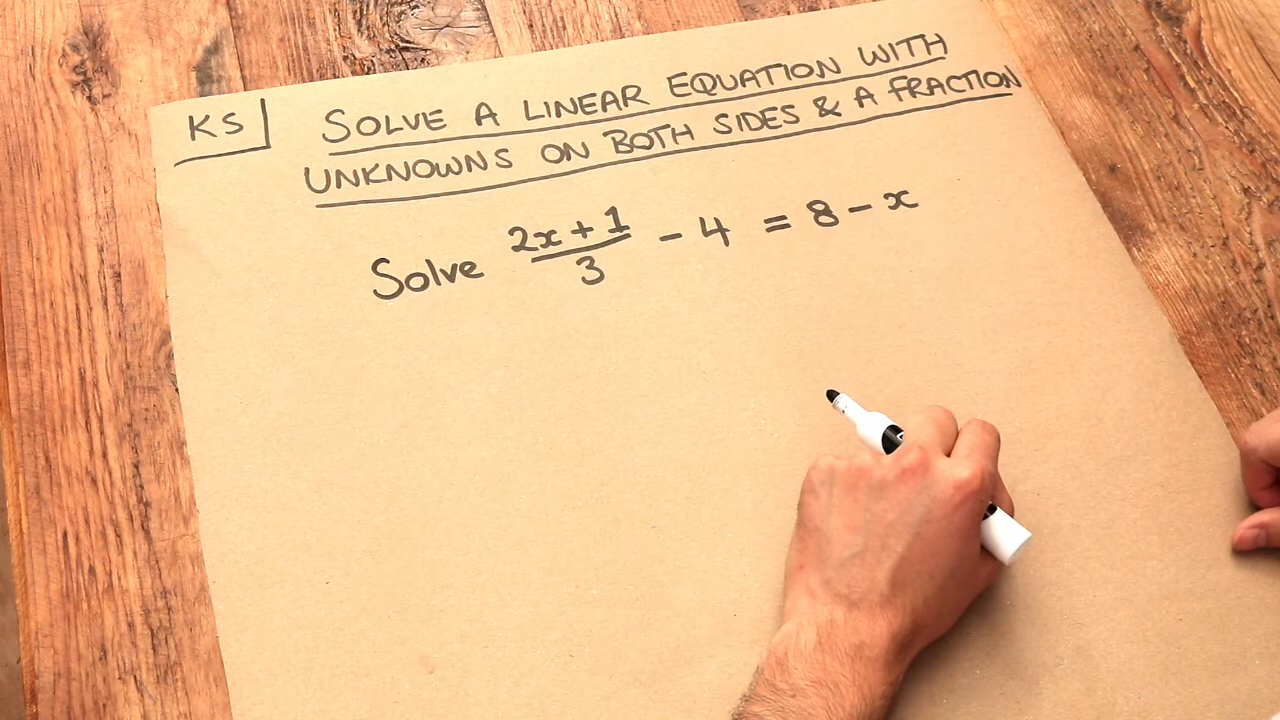 KS
SOLVE A LINEAR EQUATION WITH
UNKNOWNS ON BOTH SIDES & A FRACTION
Solve (2x + 1)/3 - 4 = 8 - x